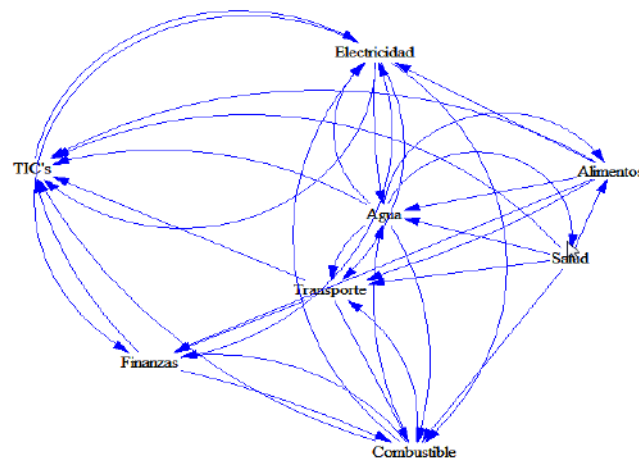 Electricidad
TIC's
Alimentos
Agua
Salud
Transporte
Finanzas
Combustible